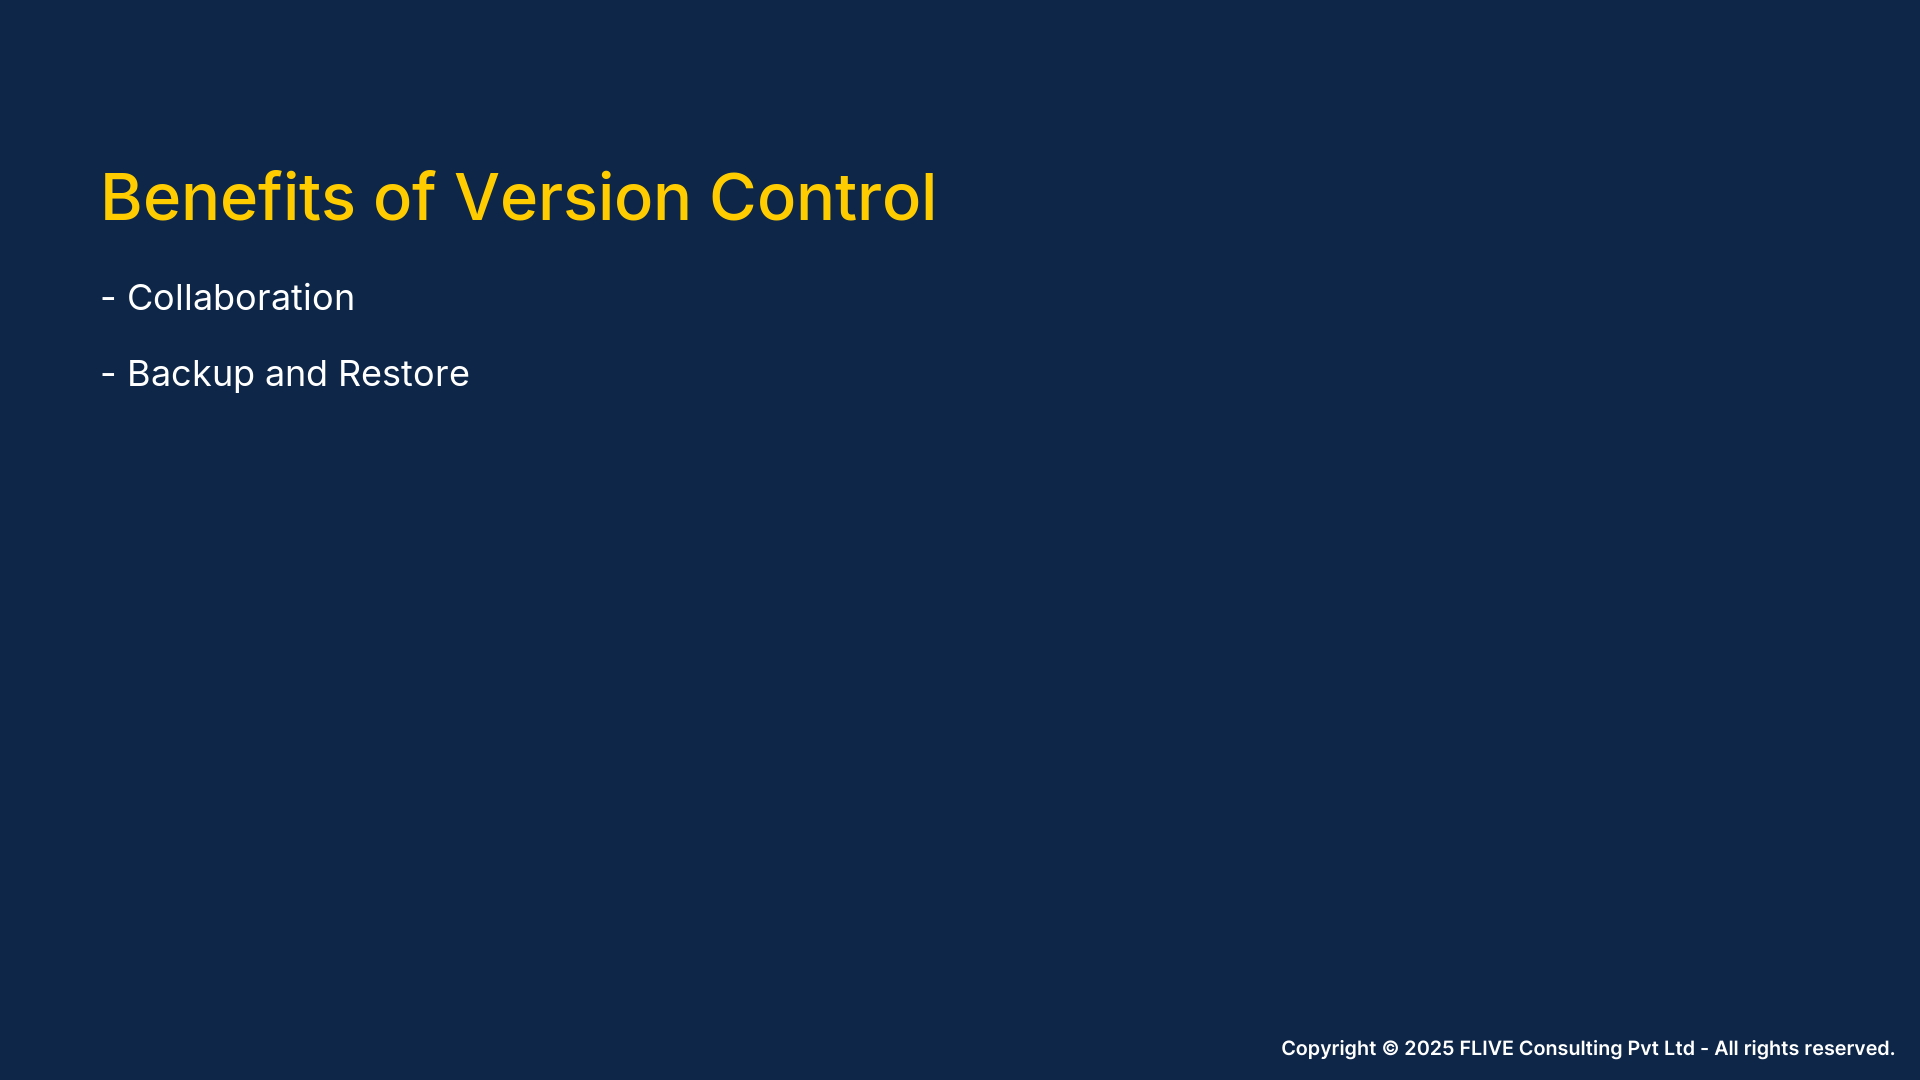 Benefits of Version Control
- Collaboration
- Backup and Restore
Copyright © 2025 FLIVE Consulting Pvt Ltd - All rights reserved.